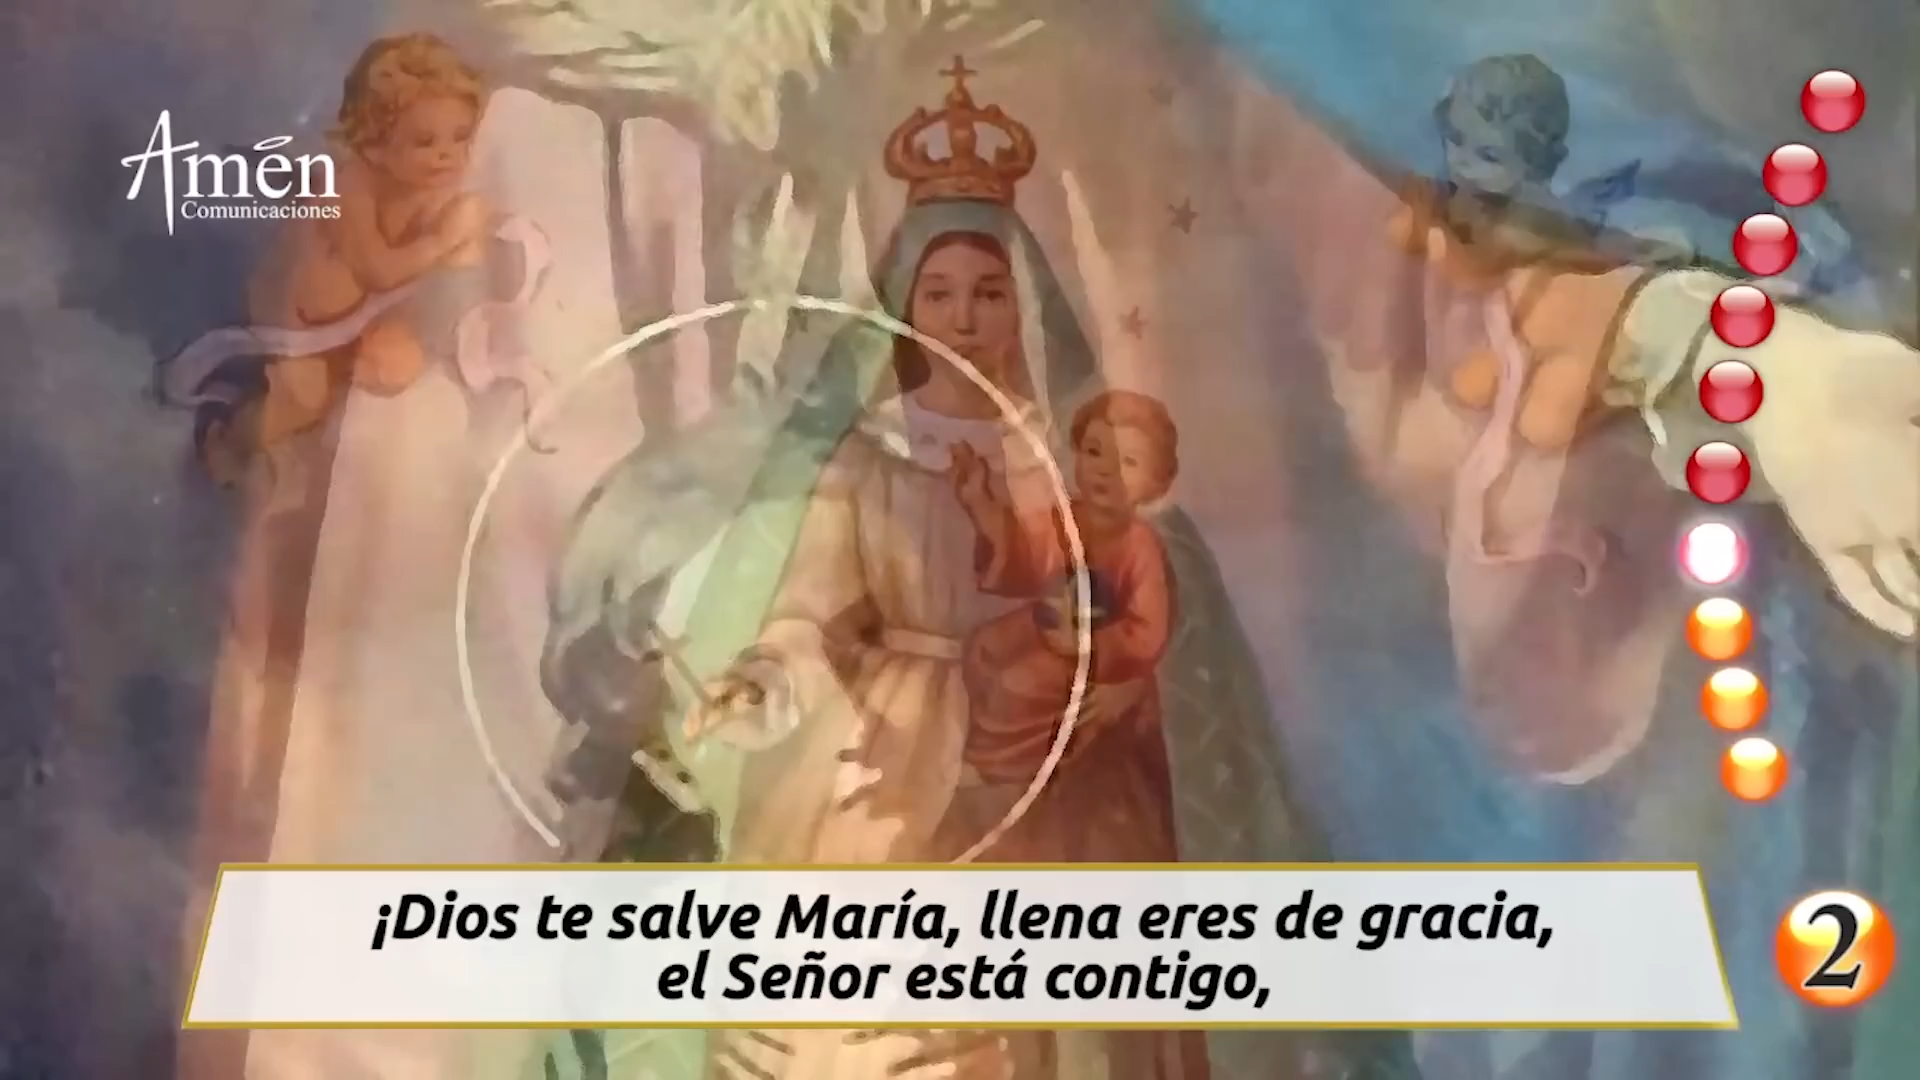 Amén
Comunicaciones
¡Dios te salve María, llena eres de gracia,
el Señor está contigo,
2